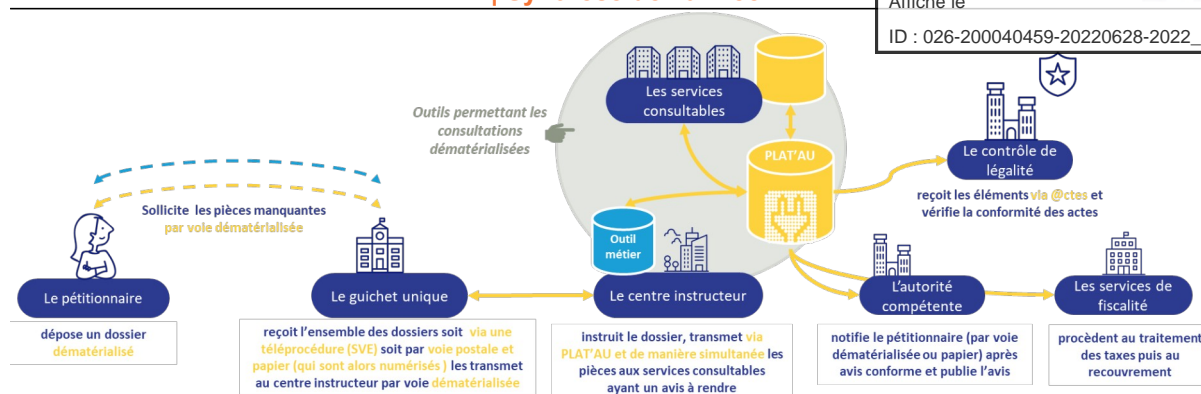 Affiché le
ID : 026-200040459-20220628-2022_
Outils permettant les
consultations
dématérialisées
Les services
consultables
PLAT'AU
Le contrôle de
légalité
reçoit les éléments via @ctes et
vérifie la conformité des actes
Sollicite les pièces manquantes
par voie dématérialisée
Outil
métier
Le pétitionnaire
Le guichet unique
Le centre instructeur
L'autorité
compétente
Les services de
fiscalité
dépose un dossier
dématérialisé
reçoit l'ensemble des dossiers soit via une
téléprocédure (SVE) soit par voie postale et
papier (qui sont alors numérisés ) les transmet
au centre instructeur par voie dématérialisée
instruit le dossier, transmet via
PLAT'AU et de manière simultanée les
pièces aux services consultables
ayant un avis à rendre
notifie le pétitionnaire (par voie
dématérialisée ou papier) après
avis conforme et publie l'avis
procèdent au traitement
des taxes puis au
recouvrement